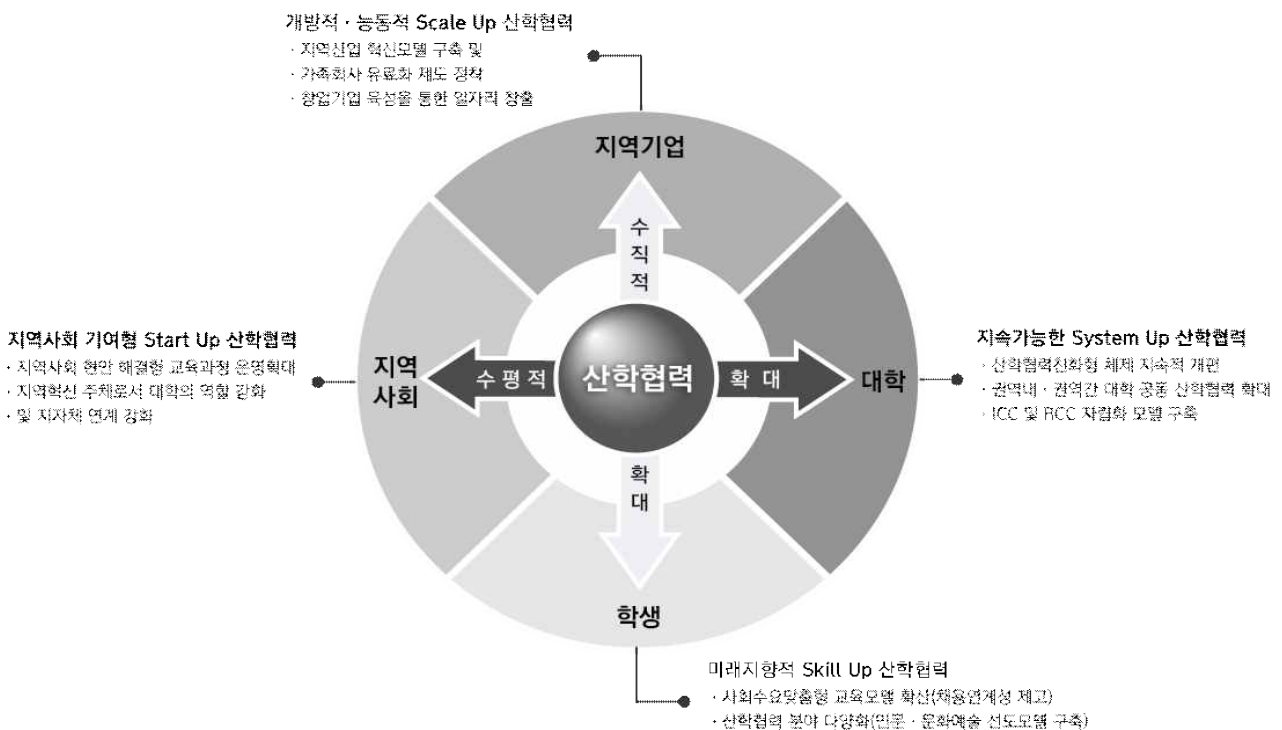 개방적 · 능동적 Scale Up 산학협력
· 지역산업 혁신모델 구축 및
· 가족회사 유료화 제도 정착
· 창업기업 육성을 통한 일자리 창출
지역기업
수직적
지역사회 기여형 Start Up 산학협력
· 지역사회 현안 해결형 교육과정 운영확대
· 지역혁신 주체로서 대학의 역할 강화
· 및 지자체 연계 강화
지역
사회
수평적
산학협력
확대
대학
지속가능한 System Up 산학협력
· 산학협력친화형 체제 지속적 개편
· 권역내 · 권역간 대학 공동 산학협력 확대
· ICC 및 RCC 자립화 모델 구축
확대
학생
미래지향적 Skill Up 산학협력
· 사회수요맞춤형 교육모델 확산(채용연계성 제고)
· 산학협력 분야 다양화(인문 · 문화예술 선도모델 구축)